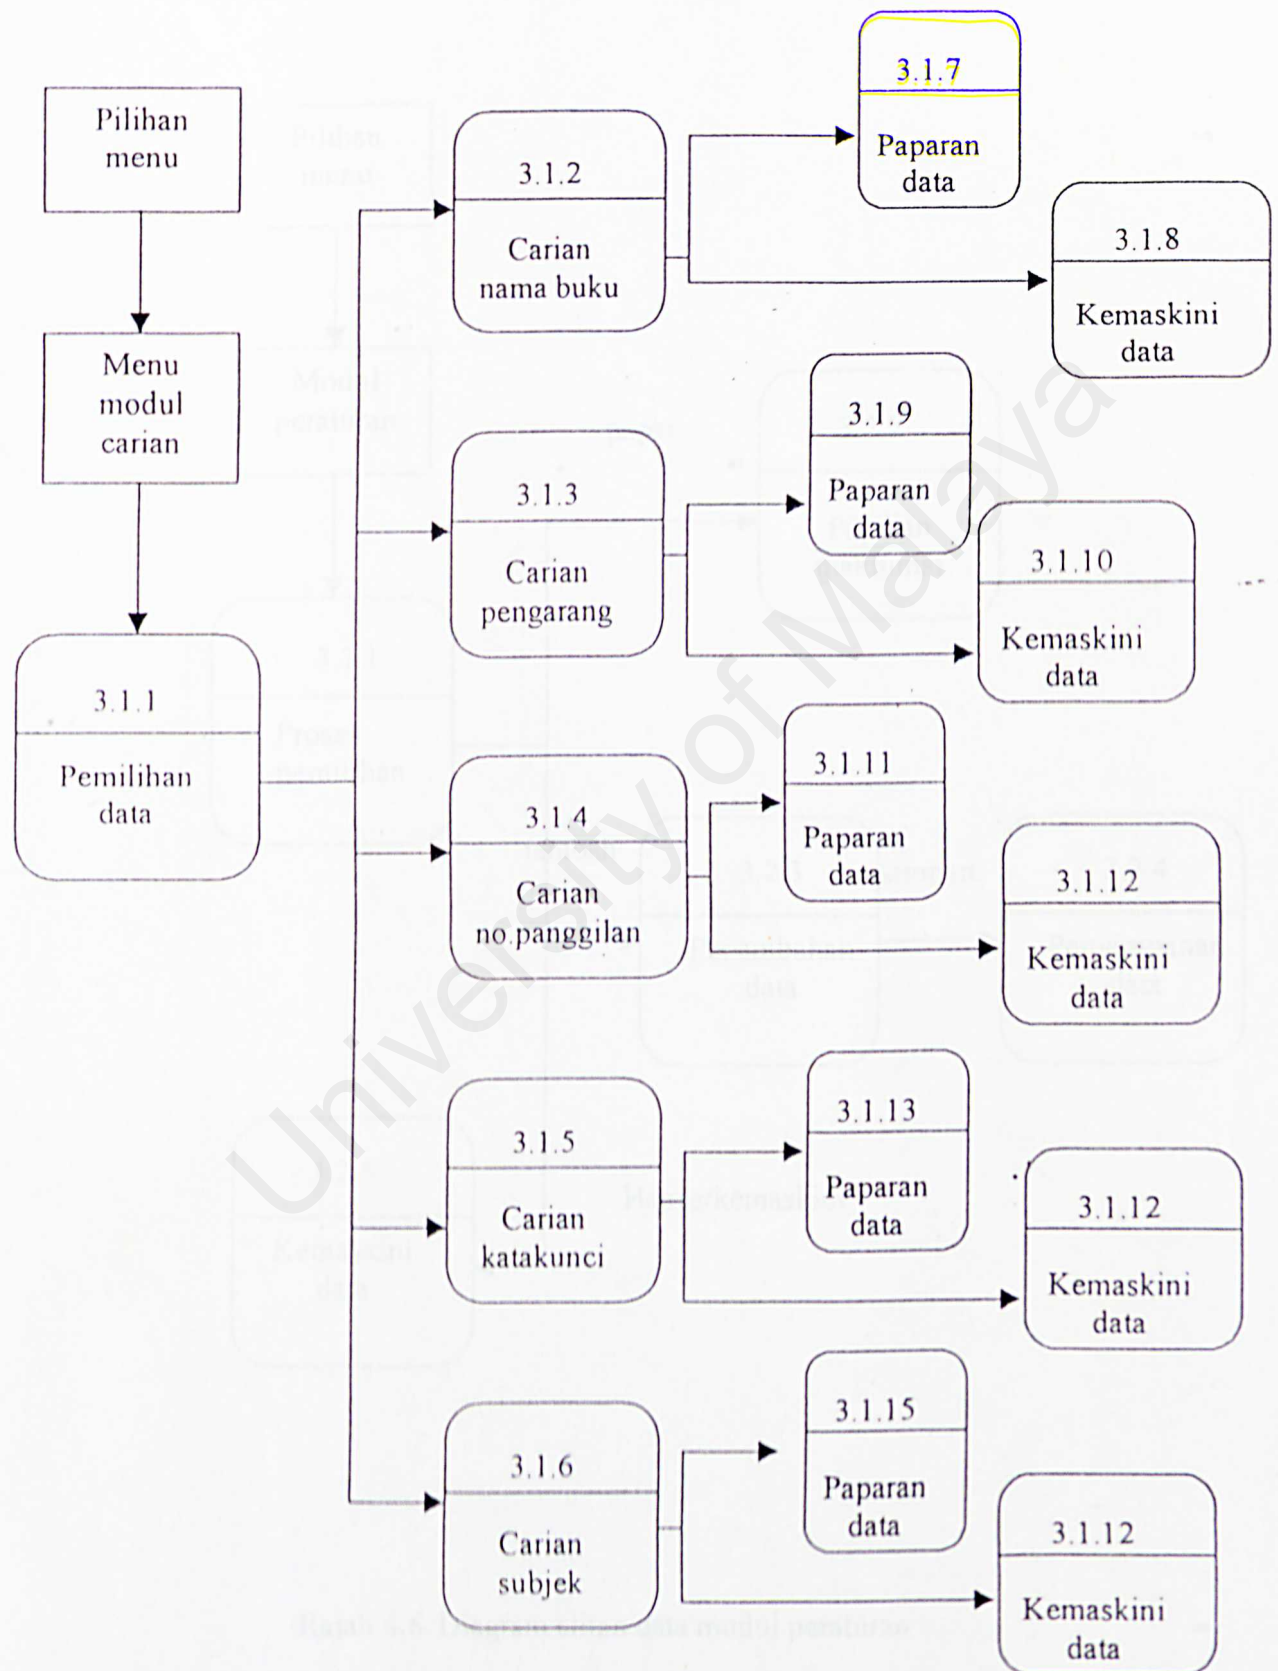 Pilihan
menu
Menu
modul
carian
3.1.1
Pemilihan
data
3.1.2
Carian
nama buku
3.1.7
Paparan
data
3.1.8
Kemaskini
data
3.1.3
Carian
pengarang
3.1.9
Paparan
data
3.1.10
Kemaskini
data
3.1.4
Carian
no.panggilan
3.1.11
Paparan
data
3.1.12
Kemaskini
data
3.1.5
Carian
katakunci
3.1.13
Paparan
data
3.1.12
Kemaskini
data
3.1.6
Carian
subjek
3.1.15
Paparan
data
3.1.12
Kemaskini
data
University of Malaya